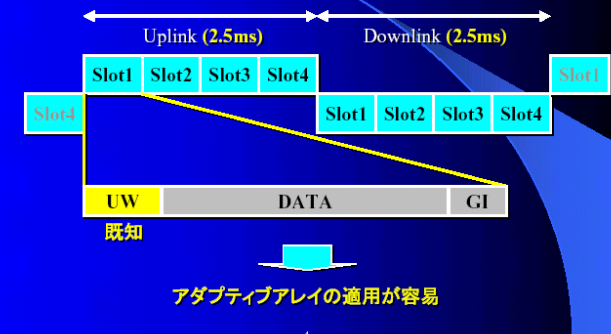 Uplink (2.5ms) Downlink (2.5ms)
Slot1 Slot2 Slot3 Slot4 Slot1
Slot4 Slot1 Slot2 Slot3 Slot4
UW DATA GI
既知
アダプティブアレイの適用が容易